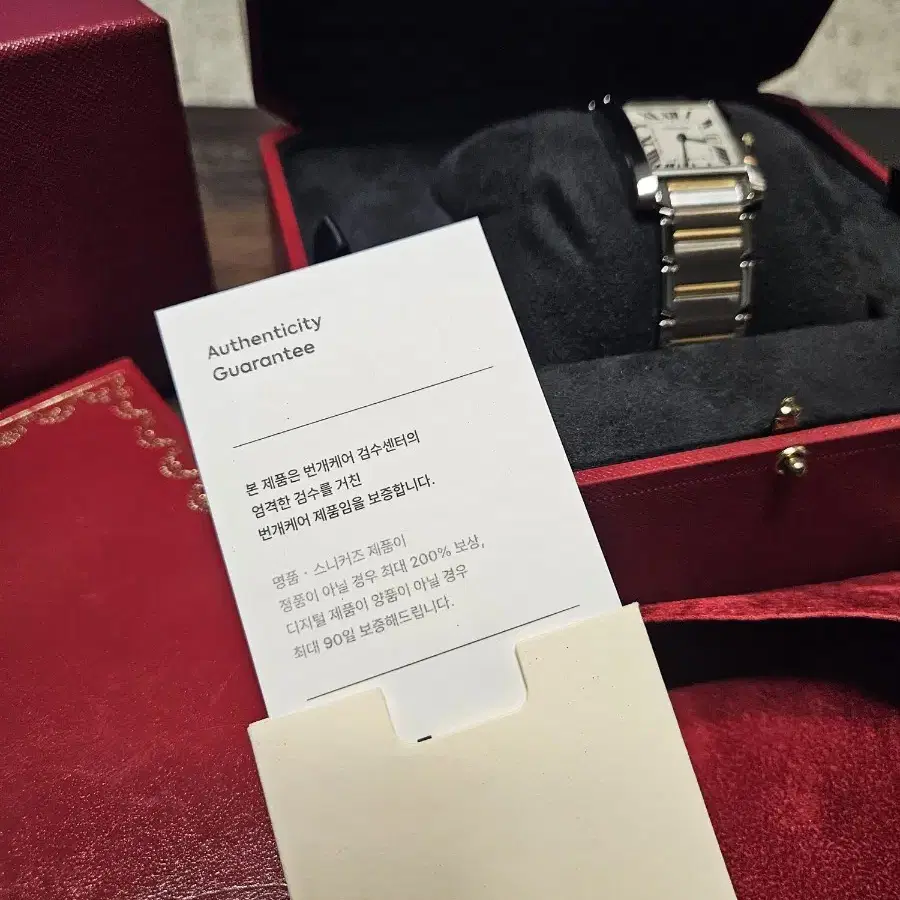 Authenticity
Guarantee
본 제품은 번개케어 검수센터의
엄격한 검수를 거친
번개케어 제품임을 보증합니다.
명품 · 스니커즈 제품이
정품이 아닐 경우 최대 200% 보상,
디지털 제품이 양품이 아닐 경우
최대 90일 보증해드립니다.